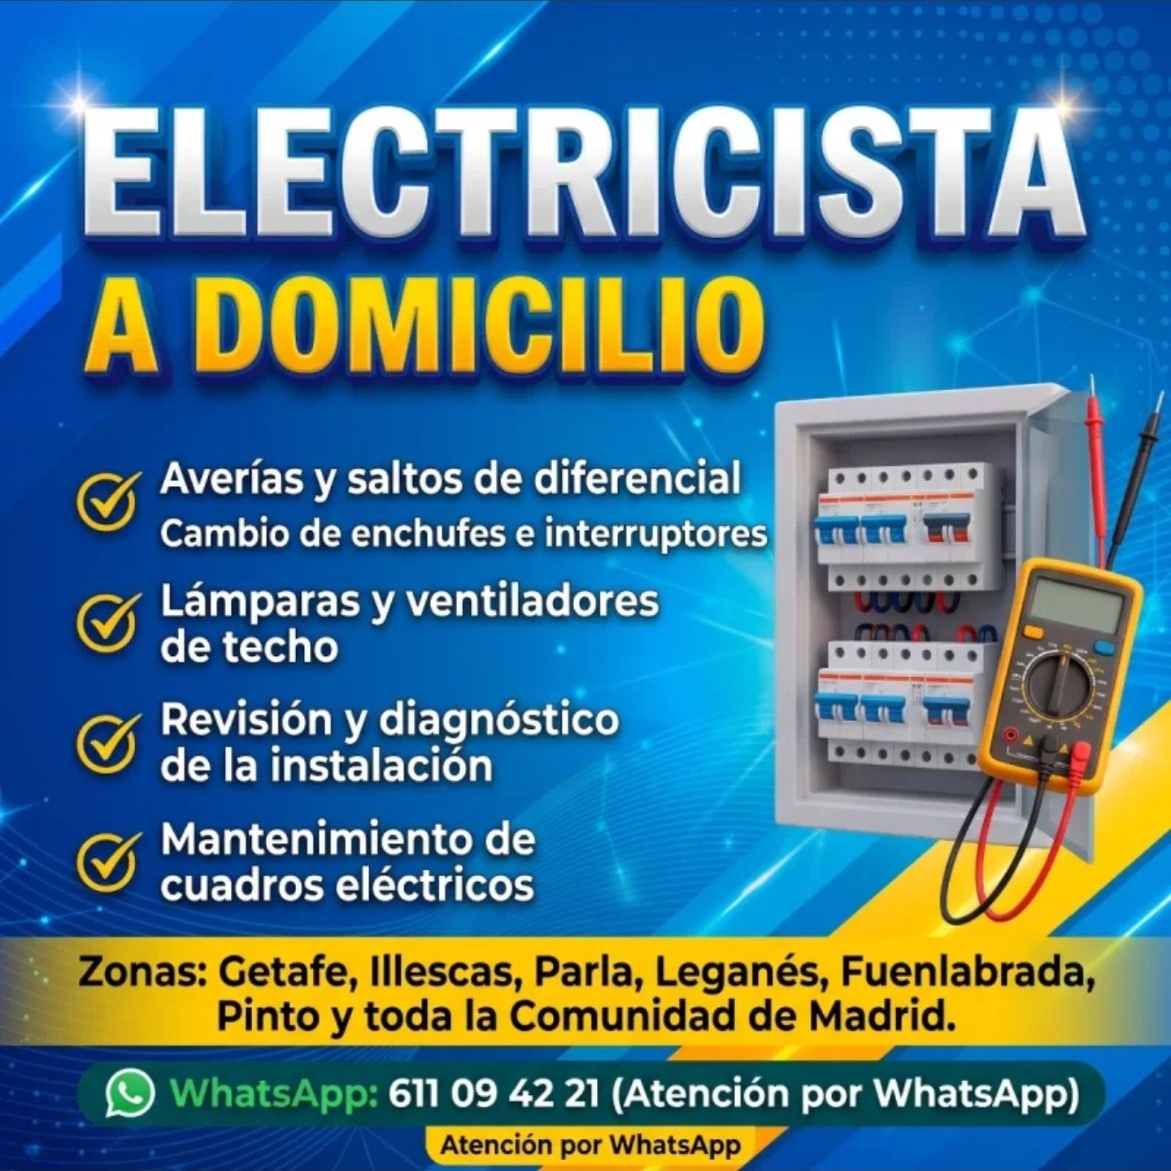 ELECTRICISTA
A DOMICILIO
Averías y saltos de diferencial
Cambio de enchufes e interruptores
Lámparas y ventiladores
de techo
Revisión y diagnóstico
de la instalación
Mantenimiento de
cuadros eléctricos
Zonas: Getafe, Illescas, Parla, Leganés, Fuenlabrada,
Pinto y toda la Comunidad de Madrid.
WhatsApp: 611 09 42 21 (Atención por WhatsApp)
Atención por WhatsApp